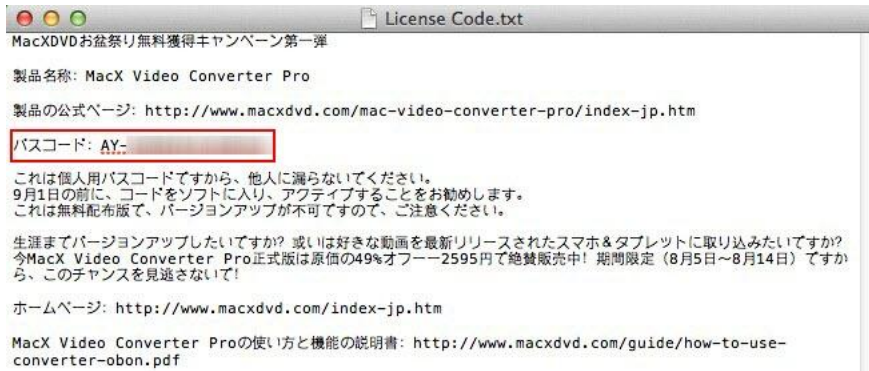 License Code.txt
MacXDVDお盆祭り無料獲得キャンペーン第一弾
製品名称: MacX Video Converter Pro
製品の公式ページ: http://www.macxdvd.com/mac-video-converter-pro/index-jp.htm
パスコード: AY-
これは個人用パスコードですから、他人に漏らないてください。
9月1日の前に、コードをソフトに入り、アクティブすることをお勧めします。
これは無料配布版で、バージョンアップが不可ですので、ご注意ください。
生涯までバージョンアップしたいですか? 或いは好きな動画を最新リリースされたスマホ&タブレットに取り込みたいですか?
今MacX Video Converter Pro正式版は原価の49%オフーー2595円で絶賛販売中! 期間限定（8月5日~8月14日）ですか
ら、このチャンスを見逃さないで!
ホームページ: http://www.macxdvd.com/index-jp.htm
MacX Video Converter Proの使い方と機能の説明書: http://www.macxdvd.com/guide/how-to-use-
converter-obon.pdf